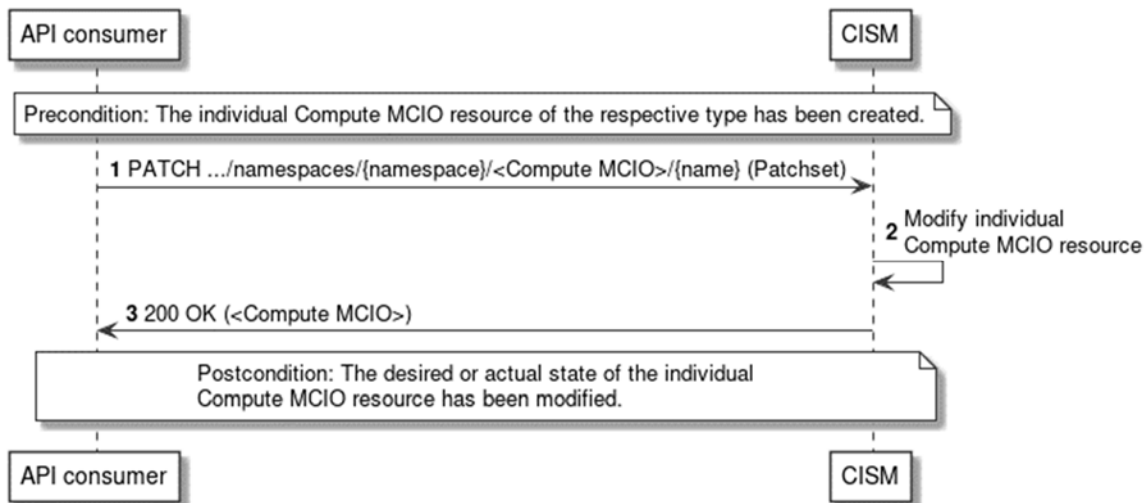 API consumer
CISM
Precondition: The individual Compute MCIO resource of the respective type has been created.
1 PATCH .../namespaces/{namespace}/<Compute MCIO>/{name} (Patchset)
2 Modify individual
Compute MCIO resource
3 200 OK (<Compute MCIO>)
Postcondition: The desired or actual state of the individual
Compute MCIO resource has been modified.
API consumer
CISM